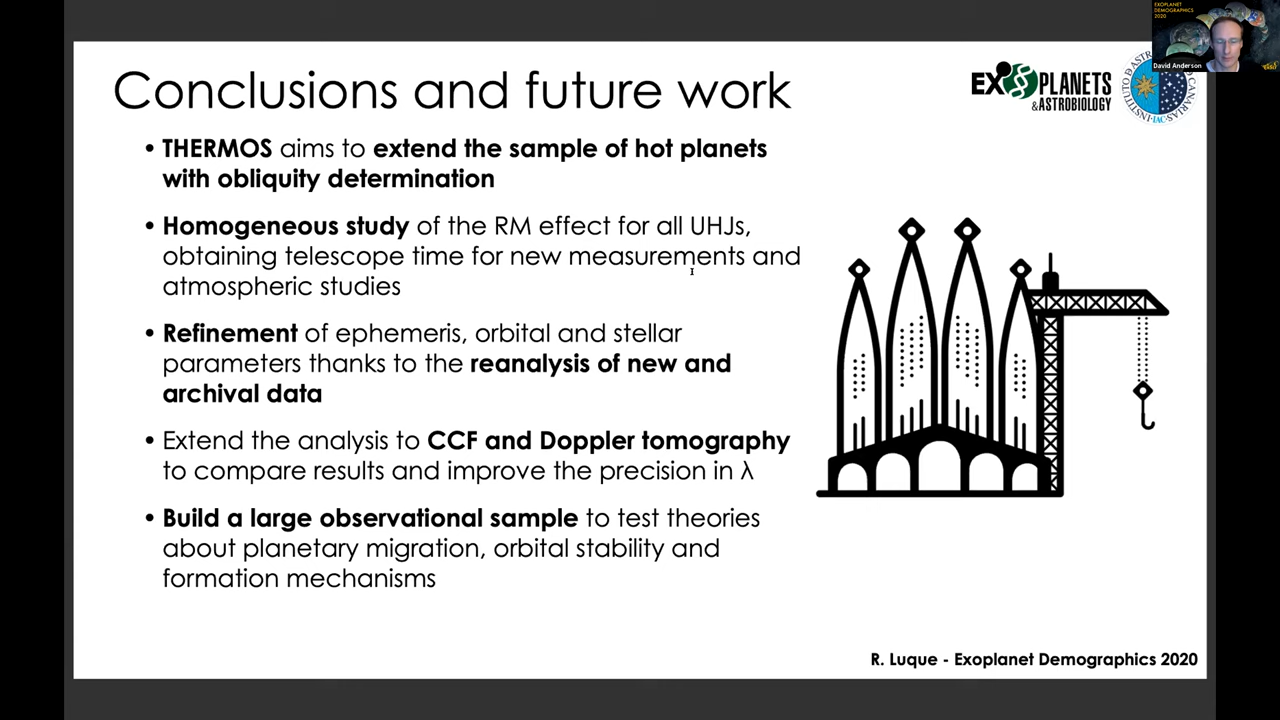 Conclusions and future work
EXOPLANETS
&ASTROBIOLOGY
• THERMOS aims to extend the sample of hot planets
with obliquity determination
• Homogeneous study of the RM effect for all UHJs,
obtaining telescope time for new measurements and
atmospheric studies
• Refinement of ephemeris, orbital and stellar
parameters thanks to the reanalysis of new and
archival data
• Extend the analysis to CCF and Doppler tomography
to compare results and improve the precision in λ
• Build a large observational sample to test theories
about planetary migration, orbital stability and
formation mechanisms
R. Luque - Exoplanet Demographics 2020
EXOPLANET
DEMOGRAPHICS
2020
David Anderson